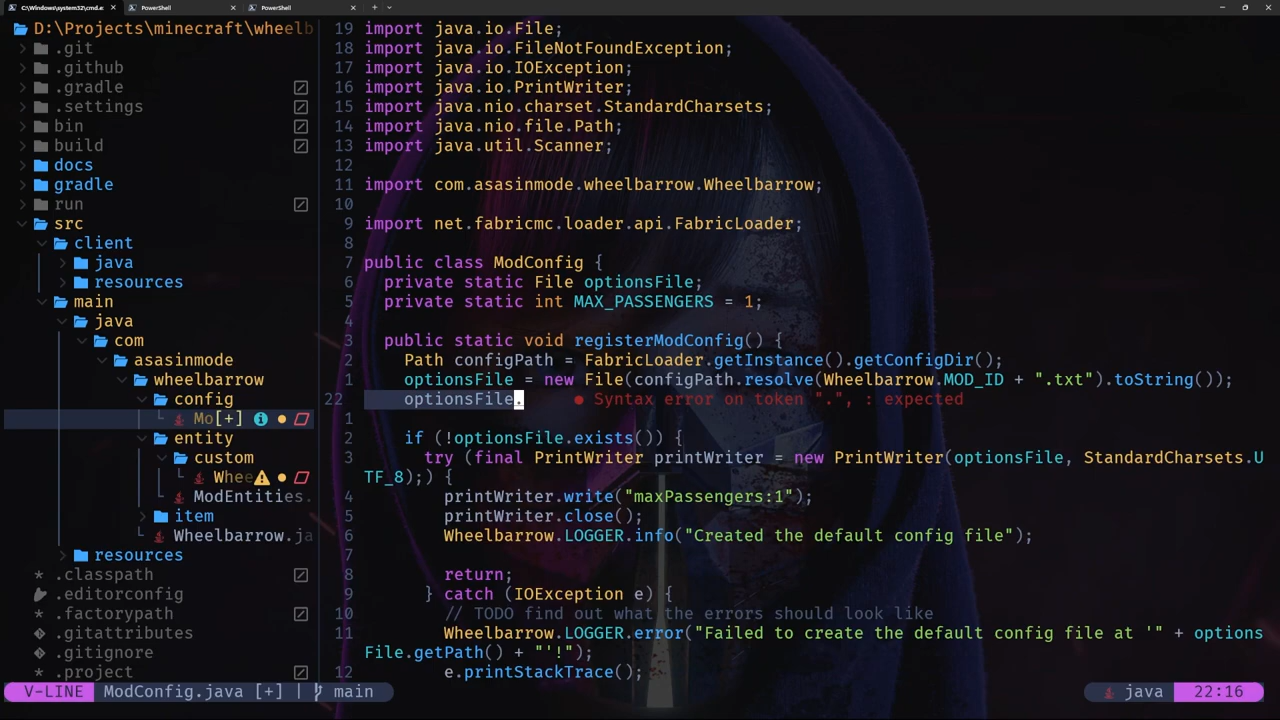 C:\Windows\system32\cmd.e
PowerShell
PowerShell
D:\Projects\minecraft\wheelb
.git
.github
.gradle
.settings
bin
build
docs
gradle
run
src
client
java
resources
main
java
com
asasinmode
wheelbarrow
config
Mo[+]
entity
custom
Whee
ModEntities.
item
Wheelbarrow.ja
resources
.classpath
.editorconfig
.factorypath
.gitattributes
.gitignore
.project
19 import java.io.File;
18 import java.io.FileNotFoundException;
17 import java.io.IOException;
16 import java.io.PrintWriter;
15 import java.nio.charset.StandardCharsets;
14 import java.nio.file.Path;
13 import java.util.Scanner;
12
11 import com.asasinmode.wheelbarrow.Wheelbarrow;
10
9 import net.fabricmc.loader.api.FabricLoader;
8
7 public class ModConfig {
6 private static File optionsFile;
5 private static int MAX_PASSENGERS = 1;
4
3 public static void registerModConfig() {
2 Path configPath = FabricLoader.getInstance().getConfigDir();
1 optionsFile = new File(configPath.resolve(Wheelbarrow.MOD_ID + ".txt").toString());
22 optionsFile. ● Syntax error on token ".", : expected
1
2 if (!optionsFile.exists()) {
3 try (final PrintWriter printWriter = new PrintWriter(optionsFile, StandardCharsets.U
TF_8);) {
4 printWriter.write("maxPassengers:1");
5 printWriter.close();
6 Wheelbarrow.LOGGER.info("Created the default config file");
7
8 return;
9 } catch (IOException e) {
10 // TODO find out what the errors should look like
11 Wheelbarrow.LOGGER.error("Failed to create the default config file at '" + options
File.getPath() + "'!");
12 e.printStackTrace();
V-LINE ModConfig.java [+] | main java 22:16